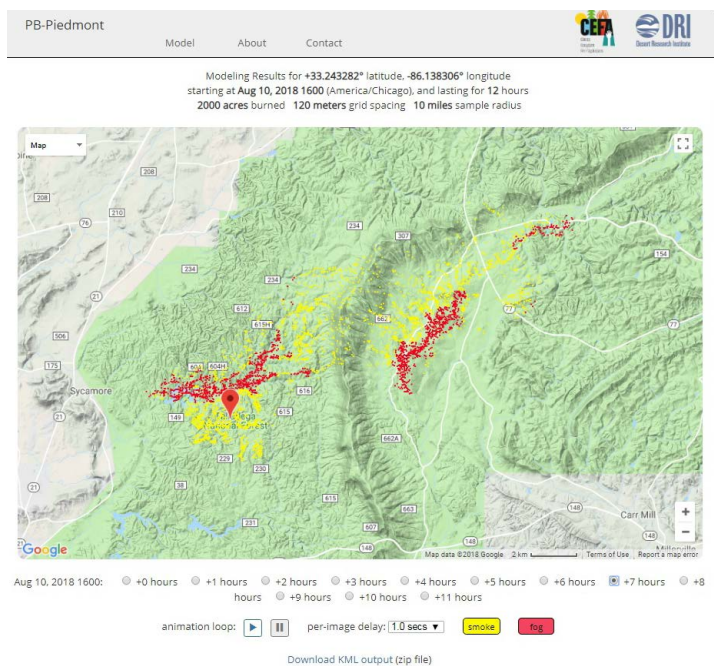 PB-Piedmont
Model About Contact
CEFA
DRI
Desert Research Institute
Modeling Results for +33.243282° latitude, -86.138306° longitude
starting at Aug 10, 2018 1600 (America/Chicago), and lasting for 12 hours
2000 acres burned 120 meters grid spacing 10 miles sample radius
Map
208
208
210
76
234
307
234
234
154
21
612
615H
662
77
77
506
604H
175
Sycamore
616
149
615
21
662A
229
230
21
38
615
663
148
Carr Mill
231
607
148
148
148
Google
Map data ©2018 Google 2 km Terms of Use Report a map error
Aug 10, 2018 1600: +0 hours +1 hours +2 hours +3 hours +4 hours +5 hours +6 hours +7 hours +8
hours +9 hours +10 hours +11 hours
animation loop: per-image delay: 1.0 secs smoke fog
Download KML output (zip file)